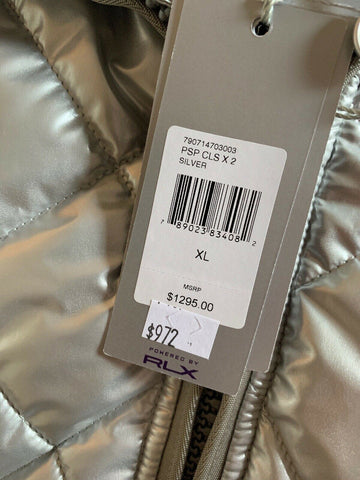 790714703003
PSP CLS X 2
SILVER
7 89023 83408 2
XL
MSRP
$1295.00
$972
POWERED BY
RLX